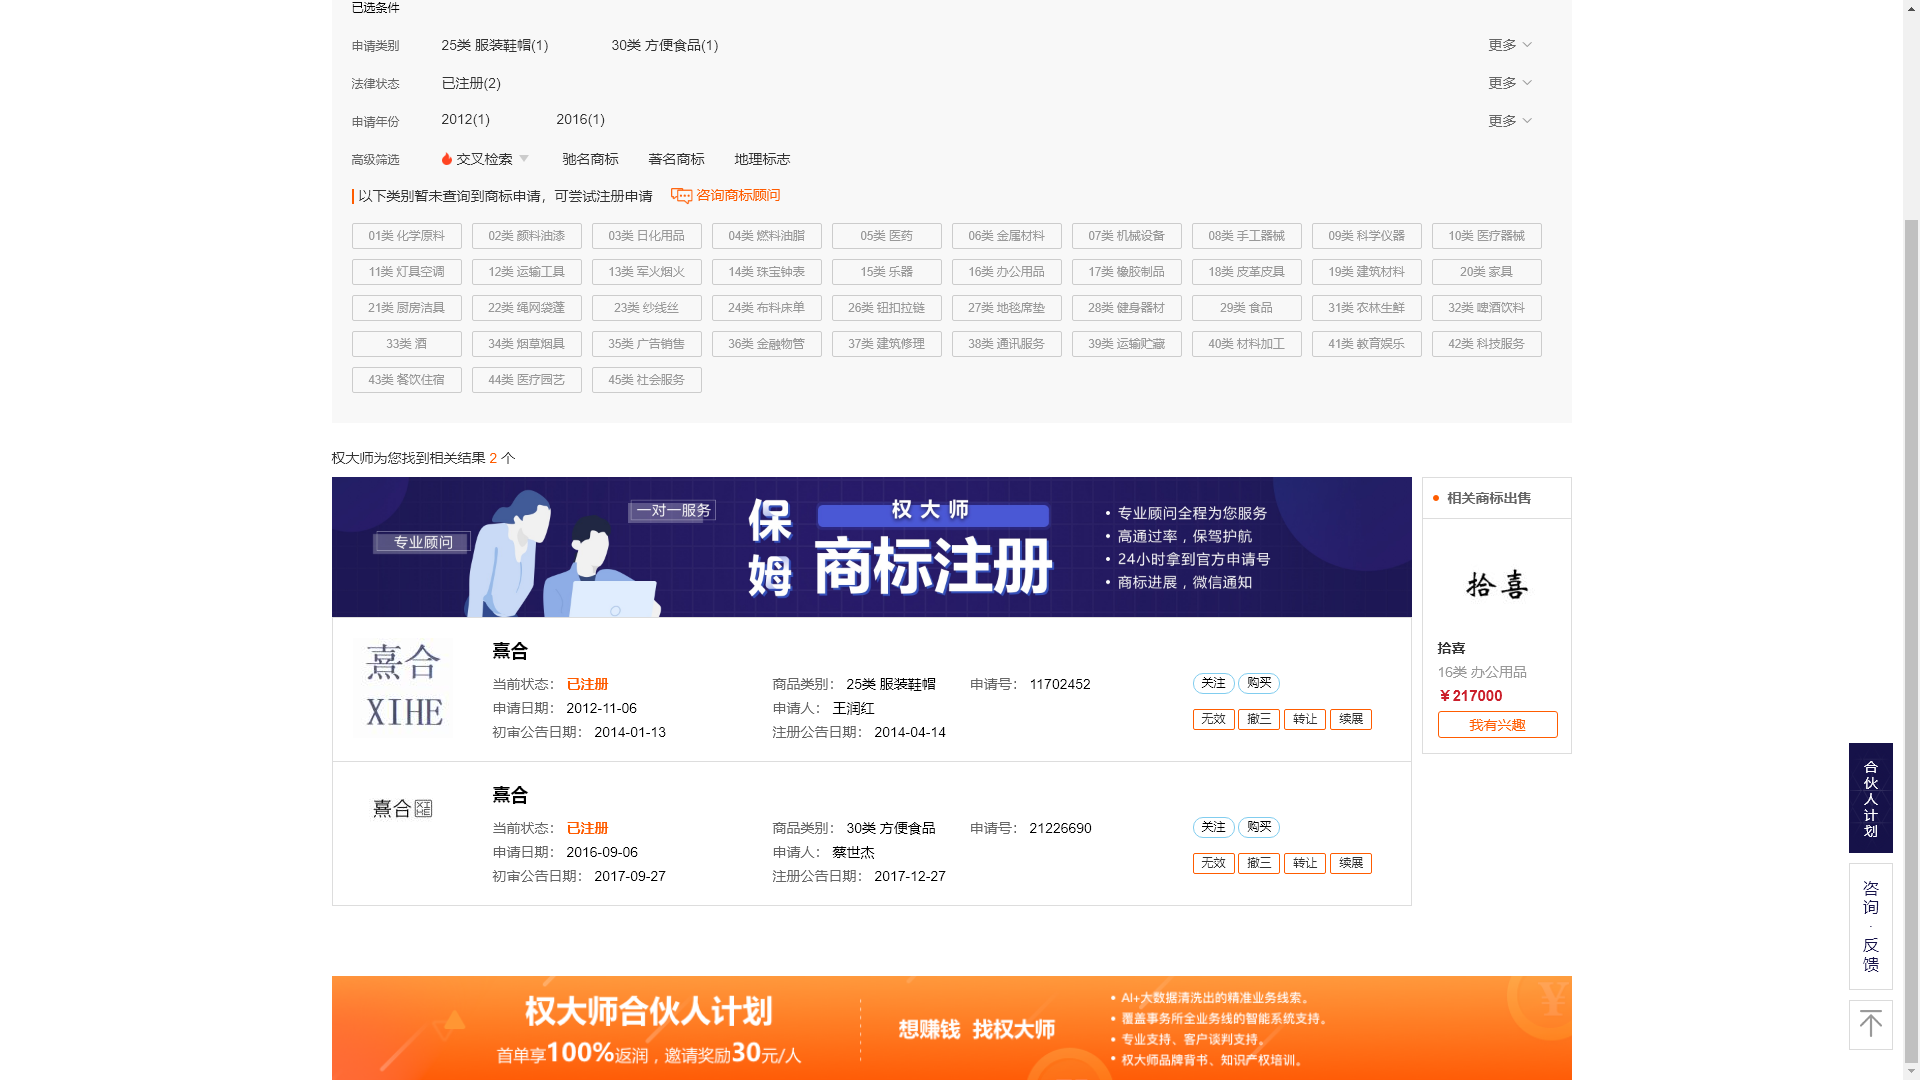 已选条件
申请类别 25类 服装鞋帽(1) 30类 方便食品(1) 更多
法律状态 已注册(2) 更多
申请年份 2012(1) 2016(1) 更多
高级筛选 交叉检索 驰名商标 著名商标 地理标志
以下类别暂未查询到商标申请，可尝试注册申请 咨询商标顾问
01类 化学原料 02类 颜料油漆 03类 日化用品 04类 燃料油脂 05类 医药 06类 金属材料 07类 机械设备 08类 手工器械 09类 科学仪器 10类 医疗器械
11类 灯具空调 12类 运输工具 13类 军火烟火 14类 珠宝钟表 15类 乐器 16类 办公用品 17类 橡胶制品 18类 皮革皮具 19类 建筑材料 20类 家具
21类 厨房洁具 22类 绳网袋篷 23类 纱线丝 24类 布料床单 26类 钮扣拉链 27类 地毯席垫 28类 健身器材 29类 食品 31类 农林生鲜 32类 啤酒饮料
33类 酒 34类 烟草烟具 35类 广告销售 36类 金融物管 37类 建筑修理 38类 通讯服务 39类 运输贮藏 40类 材料加工 41类 教育娱乐 42类 科技服务
43类 餐饮住宿 44类 医疗园艺 45类 社会服务
权大师为您找到相关结果 2 个
专业顾问
一对一服务
保姆
权大师
商标注册
• 专业顾问全程为您服务
• 高通过率，保驾护航
• 24小时拿到官方申请号
• 商标进展，微信通知
熹合
XIHE
熹合
当前状态： 已注册 商品类别： 25类 服装鞋帽 申请号： 11702452 关注 购买
申请日期： 2012-11-06 申请人： 王润红 无效 撤三 转让 续展
初审公告日期： 2014-01-13 注册公告日期： 2014-04-14
熹合XIHE
熹合
当前状态： 已注册 商品类别： 30类 方便食品 申请号： 21226690 关注 购买
申请日期： 2016-09-06 申请人： 蔡世杰 无效 撤三 转让 续展
初审公告日期： 2017-09-27 注册公告日期： 2017-12-27
相关商标出售
拾喜
拾喜
16类 办公用品
￥217000
我有兴趣
合伙人计划
咨询·反馈
权大师合伙人计划
首单享100%返润，邀请奖励30元/人
想赚钱 找权大师
• AI+大数据清洗出的精准业务线索。
• 覆盖事务所全业务线的智能系统支持。
• 专业支持、客户谈判支持。
• 权大师品牌背书、知识产权培训。
¥